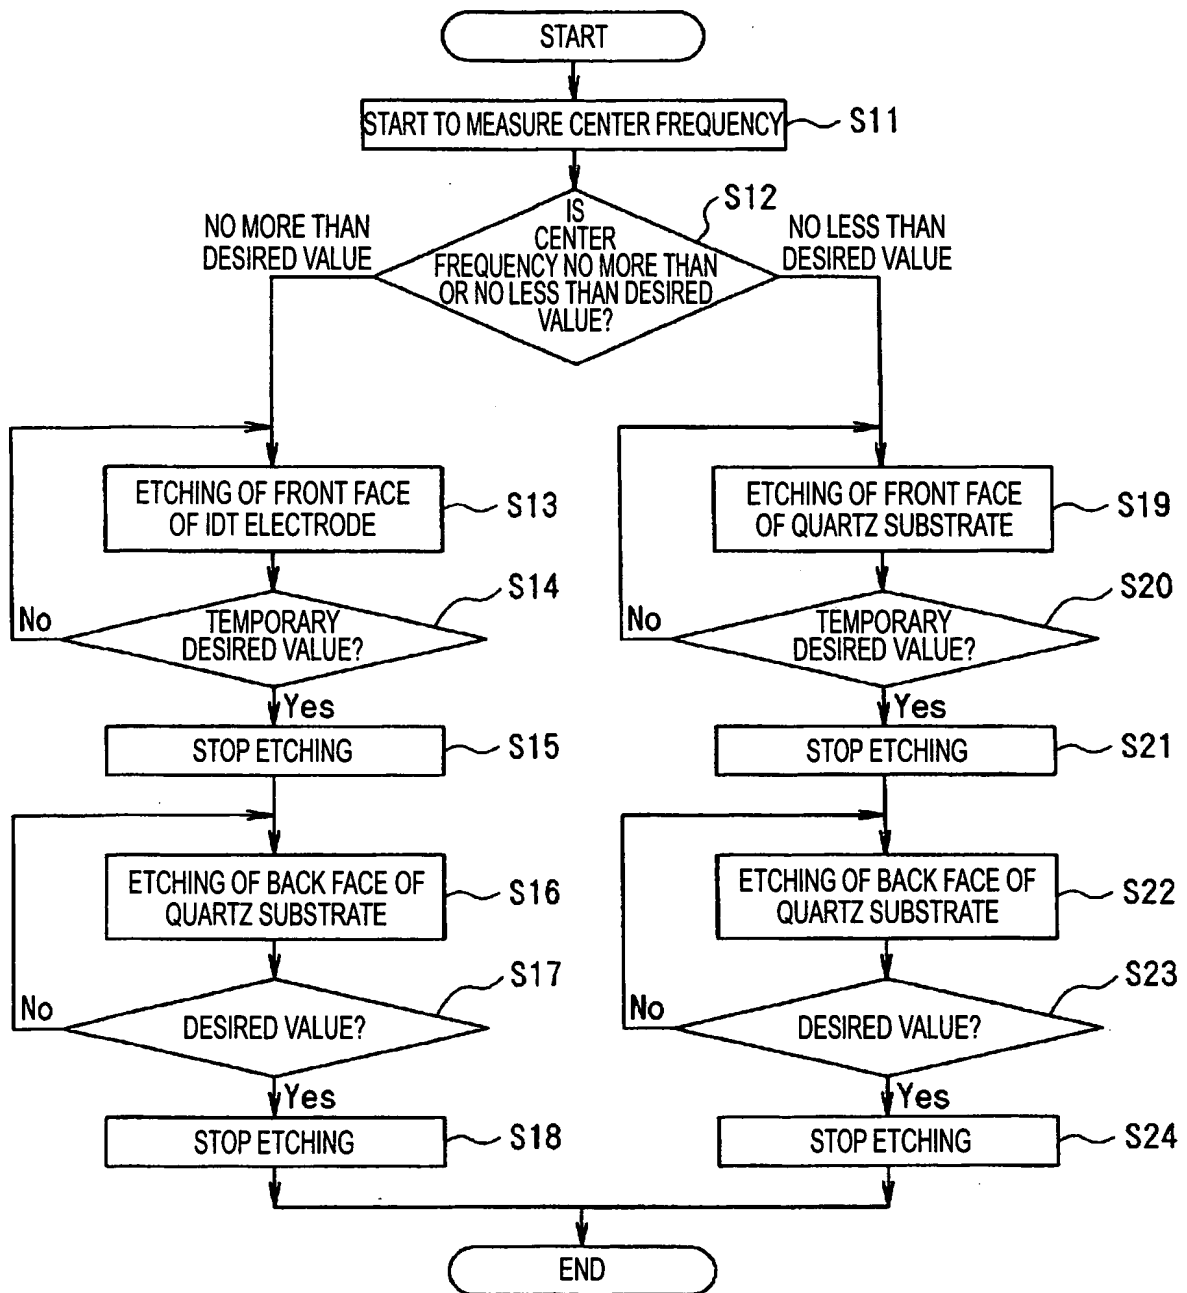 START
START TO MEASURE CENTER FREQUENCY
S11
IS
CENTER
FREQUENCY NO MORE THAN
OR NO LESS THAN DESIRED
VALUE?
S12
NO MORE THAN
DESIRED VALUE
NO LESS THAN
DESIRED VALUE
ETCHING OF FRONT FACE
OF IDT ELECTRODE
S13
TEMPORARY
DESIRED VALUE?
S14
No
Yes
STOP ETCHING
S15
ETCHING OF BACK FACE OF
QUARTZ SUBSTRATE
S16
DESIRED VALUE?
S17
No
Yes
STOP ETCHING
S18
ETCHING OF FRONT FACE
OF QUARTZ SUBSTRATE
S19
TEMPORARY
DESIRED VALUE?
S20
No
Yes
STOP ETCHING
S21
ETCHING OF BACK FACE OF
QUARTZ SUBSTRATE
S22
DESIRED VALUE?
S23
No
Yes
STOP ETCHING
S24
END